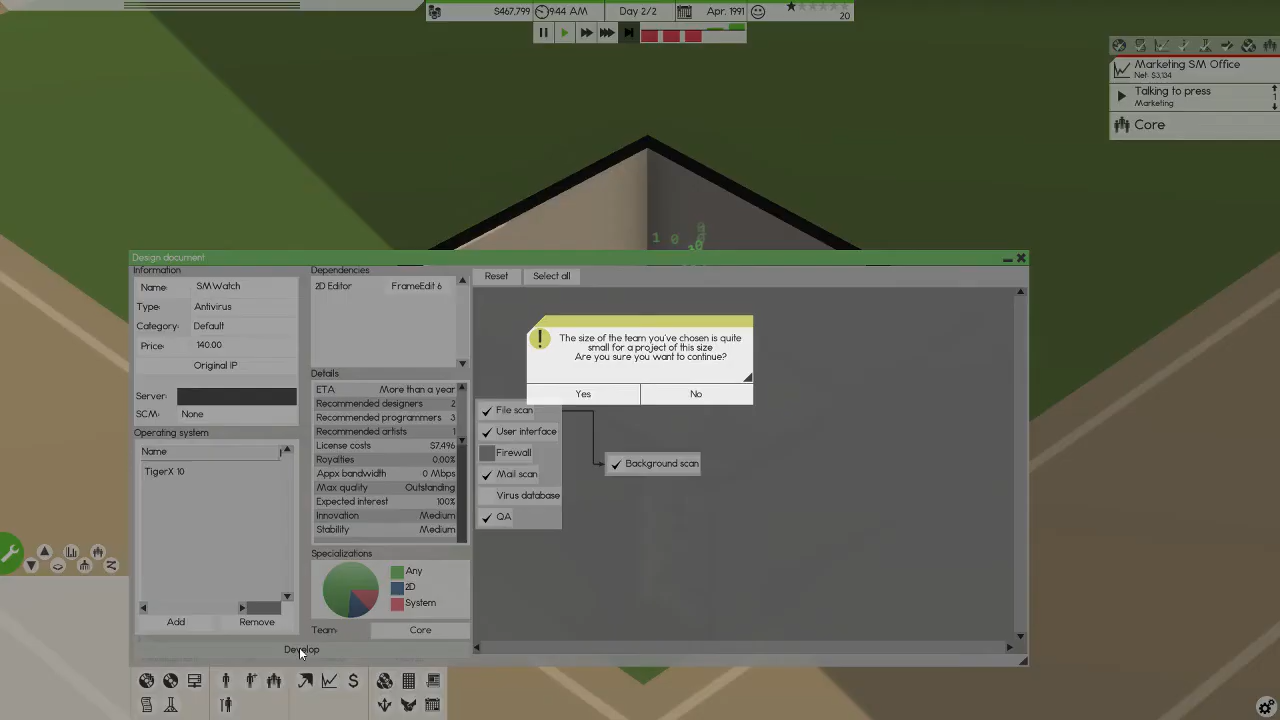 $467,799
9:44 AM
Day 2/2
Apr. 1991
20
Marketing SM Office
Net: $3,134
Talking to press
Marketing
1
Core
1 0
Design document
Information
Name: SMWatch
Type: Antivirus
Category: Default
Price: 140.00
Original IP
Server:
SCM: None
Operating system
Name
TigerX 10
Add
Remove
Dependencies
2D Editor FrameEdit 6
Details
ETA More than a year
Recommended designers 2
Recommended programmers 3
Recommended artists 1
License costs $7,496
Royalties 0.00%
Appx bandwidth 0 Mbps
Max quality Outstanding
Expected interest 100%
Innovation Medium
Stability Medium
Specializations
Any
2D
System
Team: Core
Develop
Reset
Select all
The size of the team you've chosen is quite
small for a project of this size
Are you sure you want to continue?
Yes
No
File scan
User interface
Firewall
Mail scan
Virus database
QA
Background scan